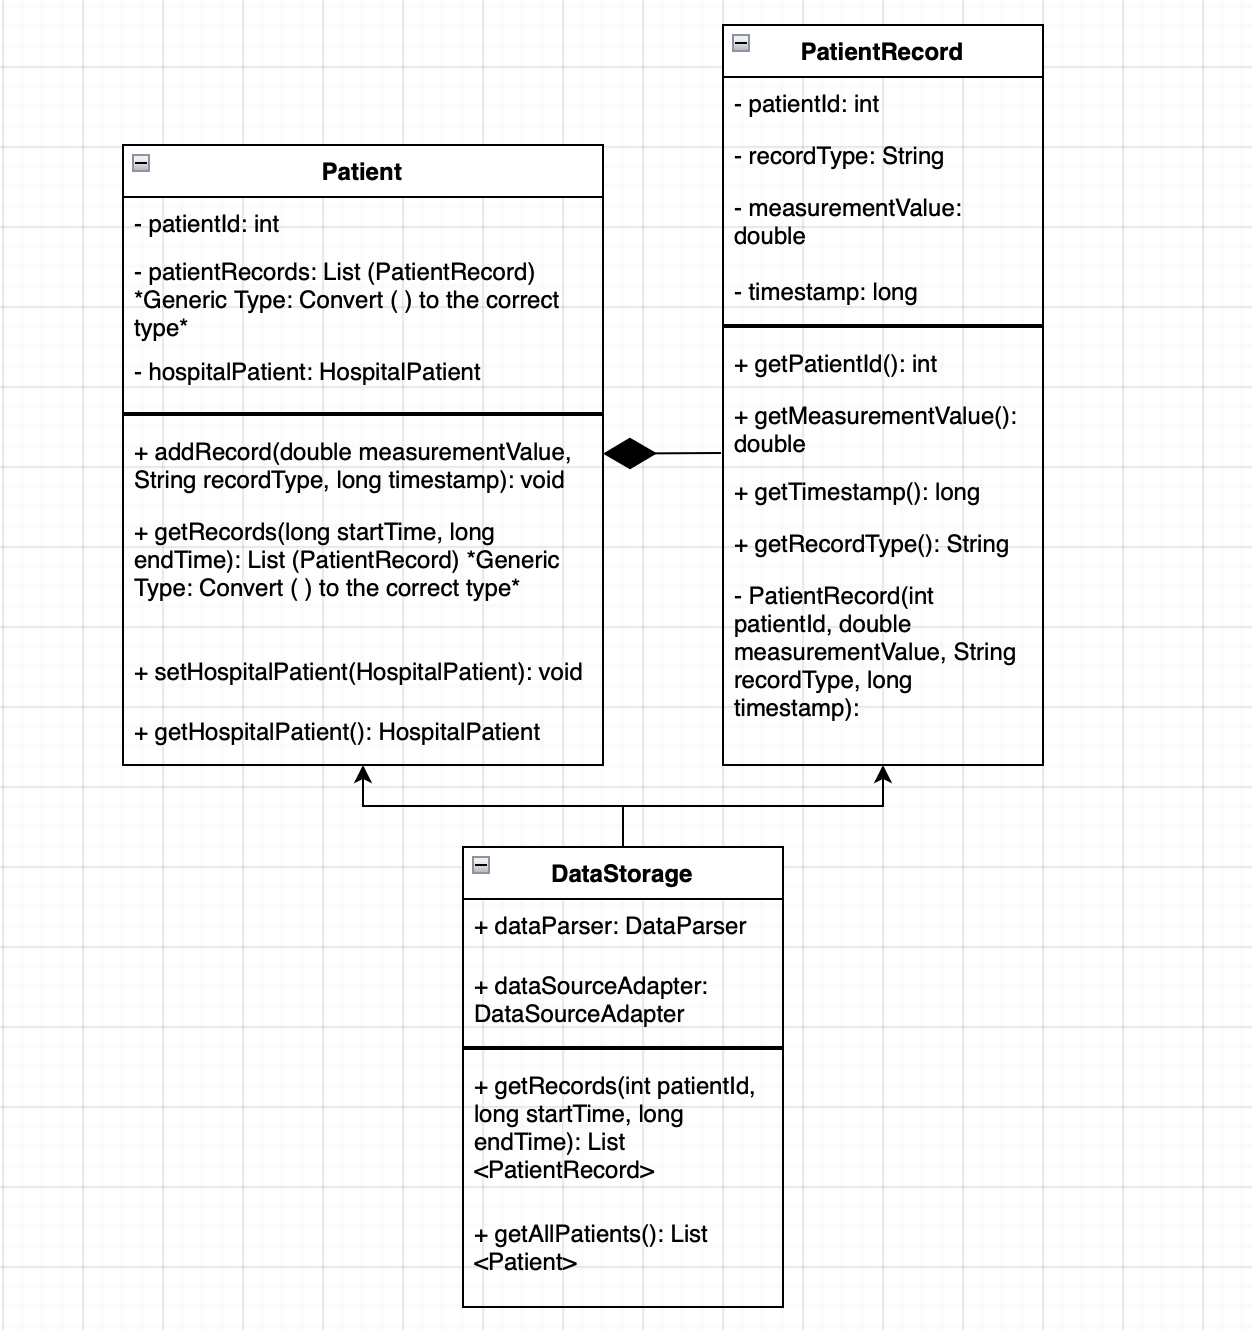 PatientRecord
- patientId: int
- recordType: String
- measurementValue:
double
- timestamp: long
+ getPatientId(): int
+ getMeasurementValue():
double
+ getTimestamp(): long
+ getRecordType(): String
- PatientRecord(int
patientId, double
measurementValue, String
recordType, long
timestamp):
Patient
- patientId: int
- patientRecords: List (PatientRecord)
*Generic Type: Convert ( ) to the correct
type*
- hospitalPatient: HospitalPatient
+ addRecord(double measurementValue,
String recordType, long timestamp): void
+ getRecords(long startTime, long
endTime): List (PatientRecord) *Generic
Type: Convert ( ) to the correct type*
+ setHospitalPatient(HospitalPatient): void
+ getHospitalPatient(): HospitalPatient
DataStorage
+ dataParser: DataParser
+ dataSourceAdapter:
DataSourceAdapter
+ getRecords(int patientId,
long startTime, long
endTime): List
<PatientRecord>
+ getAllPatients(): List
<Patient>